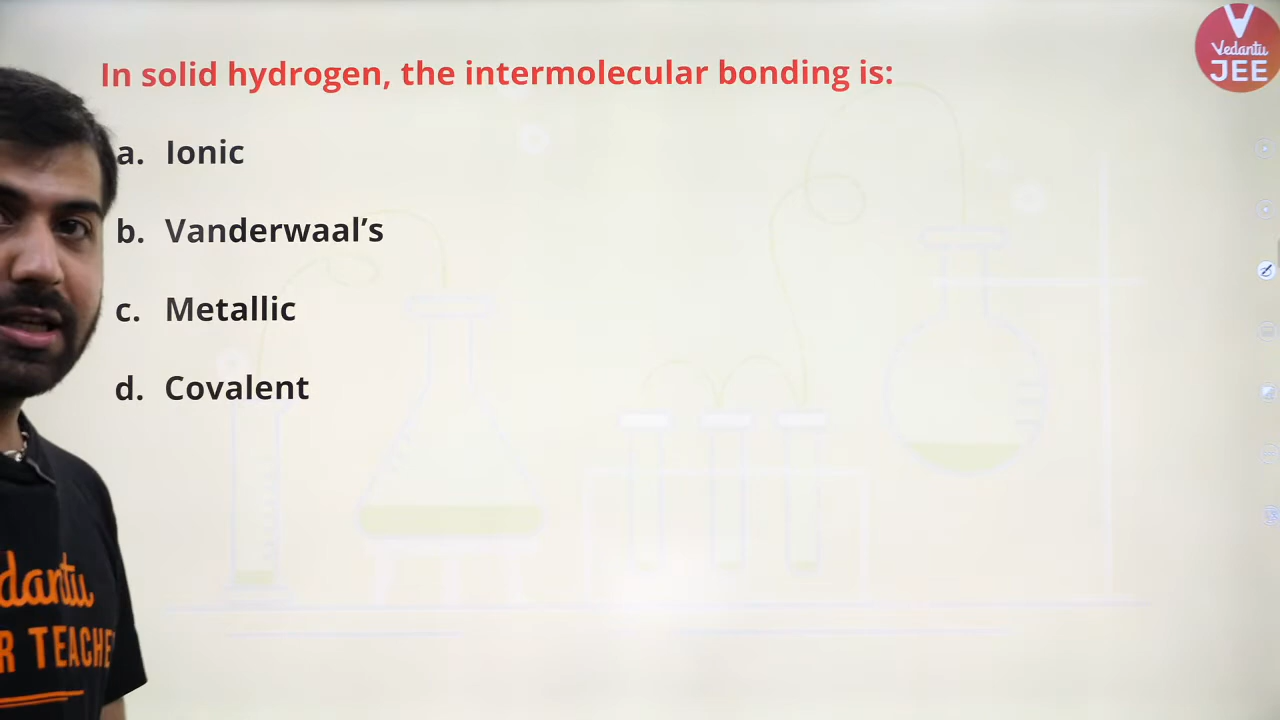 In solid hydrogen, the intermolecular bonding is:
a. Ionic
b. Vanderwaal’s
c. Metallic
d. Covalent
V
Vedantu
JEE
dantu
R TEACHE